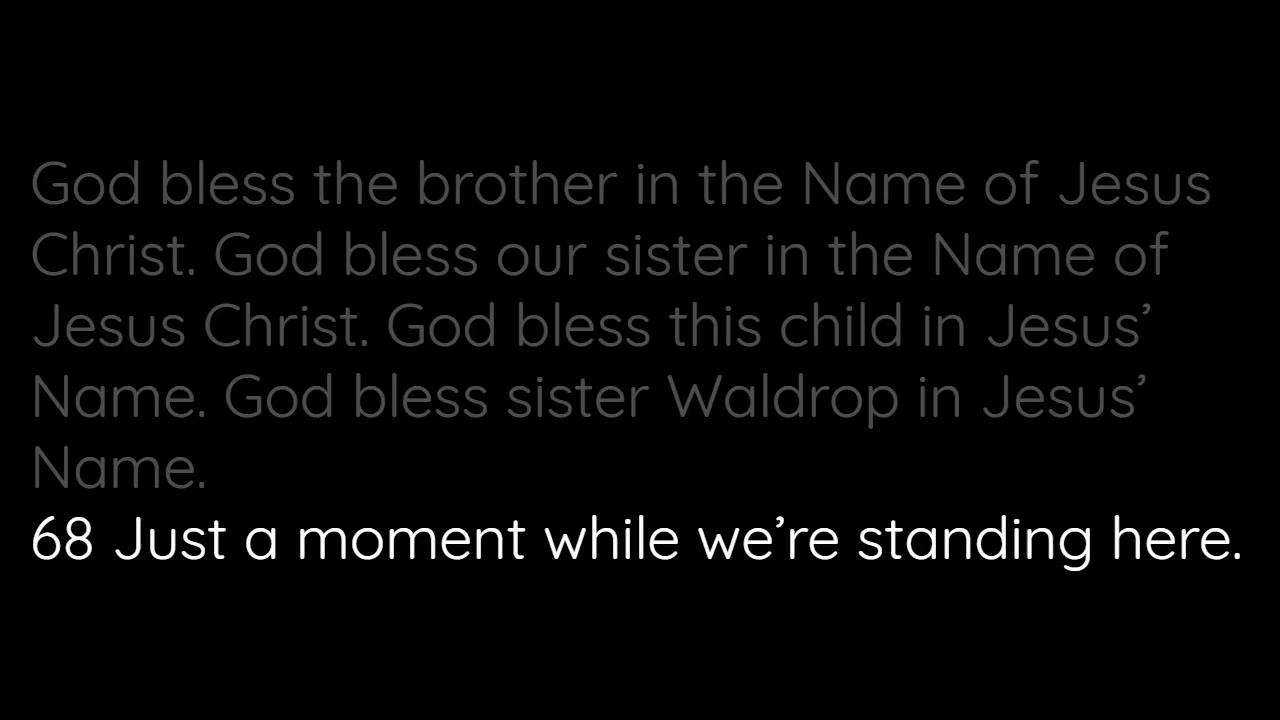 God bless the brother in the Name of Jesus
Christ. God bless our sister in the Name of
Jesus Christ. God bless this child in Jesus’
Name. God bless sister Waldrop in Jesus’
Name.
68 Just a moment while we’re standing here.